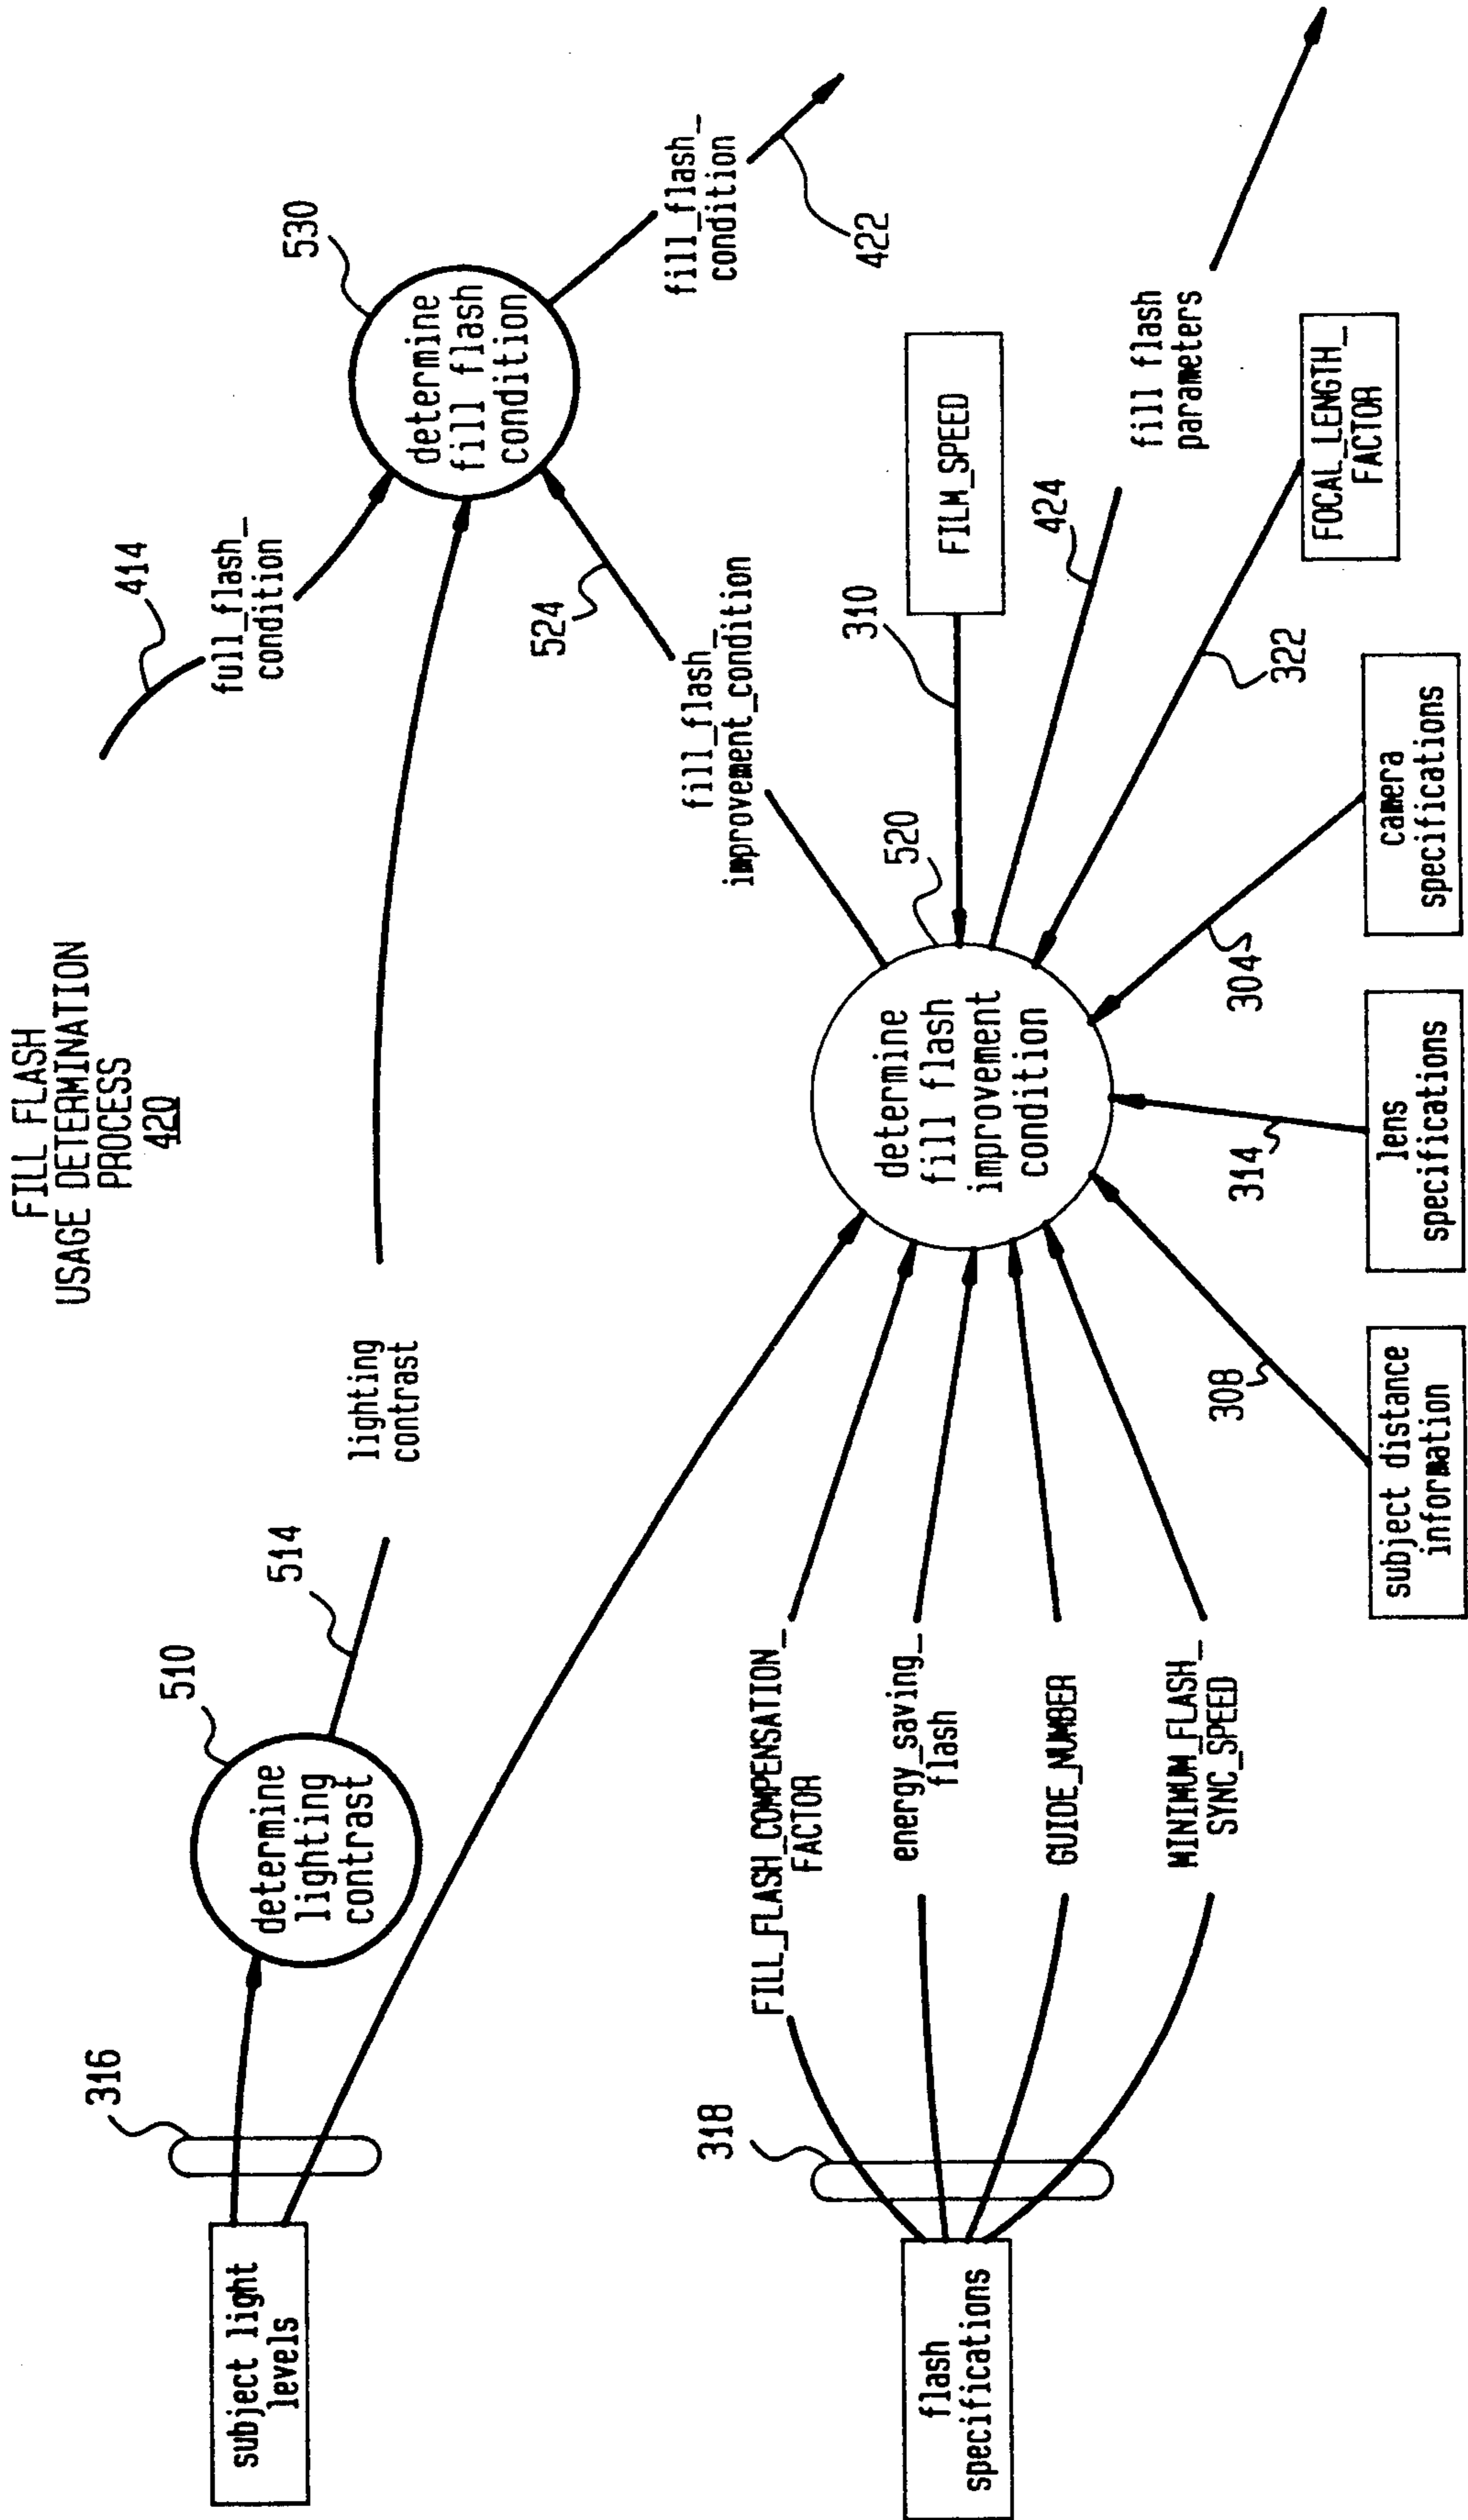 FILL FLASH
USAGE DETERMINATION
PROCESS
420
414
full_flash_
condition
530
determine
fill flash
condition
fill_flash_
condition
422
316
subject light
levels
510
determine
lighting
contrast
514
lighting
contrast
524
fill_flash_
improvement_condition
318
flash
specifications
FILL_FLASH_COMPENSATION_
FACTOR
energy_saving_
flash
GUIDE_NUMBER
MINIMUM_FLASH_
SYNC_SPEED
520
determine
fill flash
improvement
condition
310
FILM_SPEED
424
fill flash
parameters
322
FOCAL_LENGTH_
FACTOR
308
subject distance
information
314
lens
specifications
304
camera
specifications